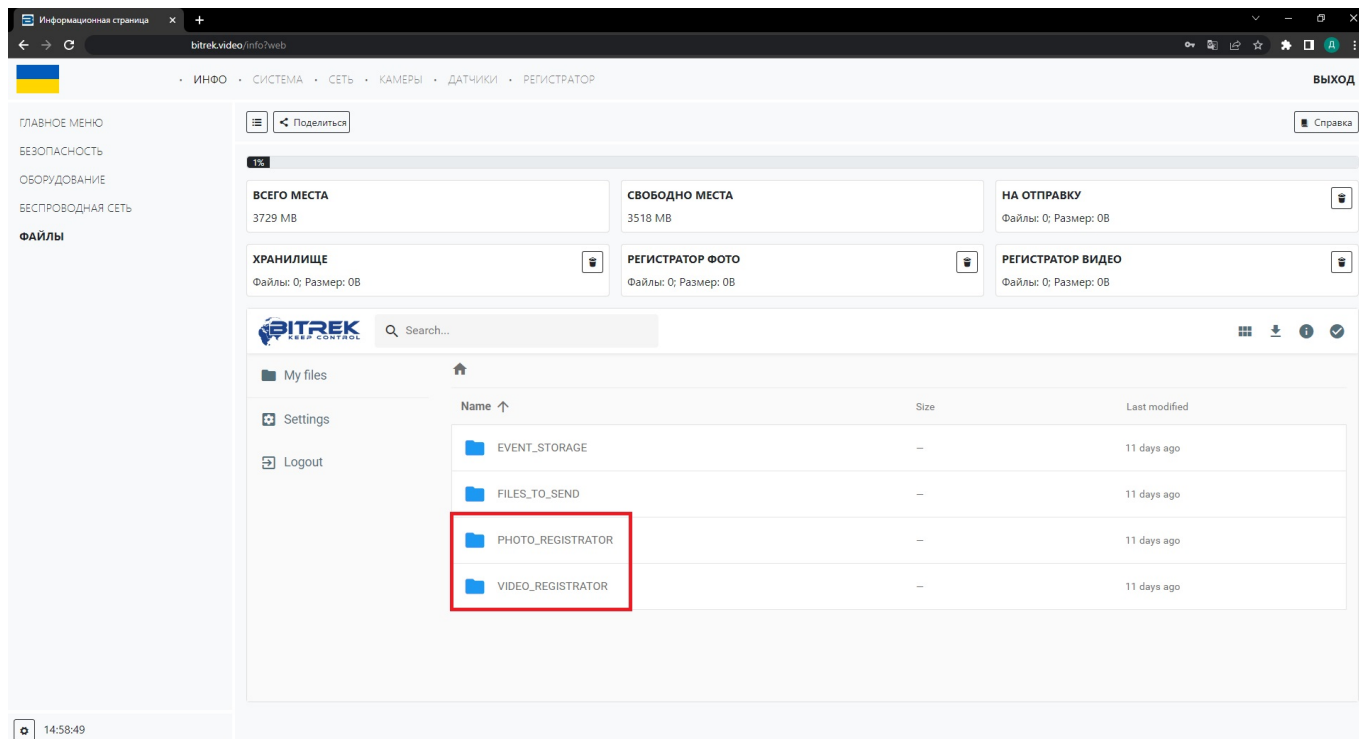 Информационная страница
bitrek.video/info?web
Д
· ИНФО · СИСТЕМА · СЕТЬ · КАМЕРЫ · ДАТЧИКИ · РЕГИСТРАТОР
ВЫХОД
ГЛАВНОЕ МЕНЮ
БЕЗОПАСНОСТЬ
ОБОРУДОВАНИЕ
БЕСПРОВОДНАЯ СЕТЬ
ФАЙЛЫ
Поделиться
Справка
1%
ВСЕГО МЕСТА
3729 MB
СВОБОДНО МЕСТА
3518 MB
НА ОТПРАВКУ
Файлы: 0; Размер: 0B
ХРАНИЛИЩЕ
Файлы: 0; Размер: 0B
РЕГИСТРАТОР ФОТО
Файлы: 0; Размер: 0B
РЕГИСТРАТОР ВИДЕО
Файлы: 0; Размер: 0B
BITREK
KEEP CONTROL
Search...
My files
Settings
Logout
Name Size Last modified
EVENT_STORAGE — 11 days ago
FILES_TO_SEND — 11 days ago
PHOTO_REGISTRATOR — 11 days ago
VIDEO_REGISTRATOR — 11 days ago
14:58:49